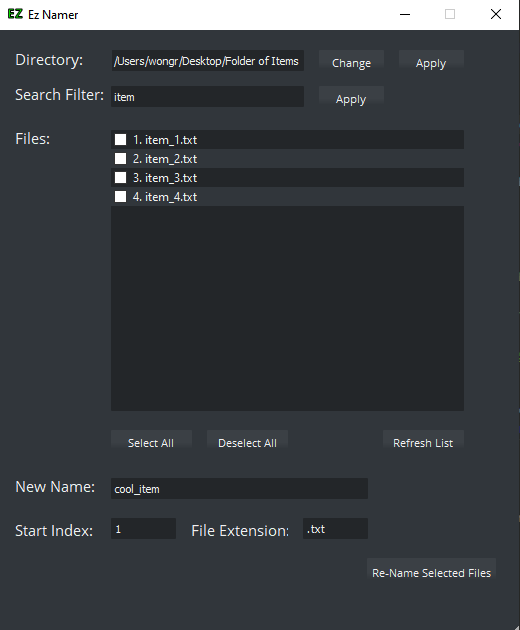 EZ Ez Namer
Directory: /Users/wongr/Desktop/Folder of Items Change Apply
Search Filter: item Apply
Files: 1. item_1.txt
2. item_2.txt
3. item_3.txt
4. item_4.txt
Select All Deselect All Refresh List
New Name: cool_item
Start Index: 1 File Extension: .txt
Re-Name Selected Files